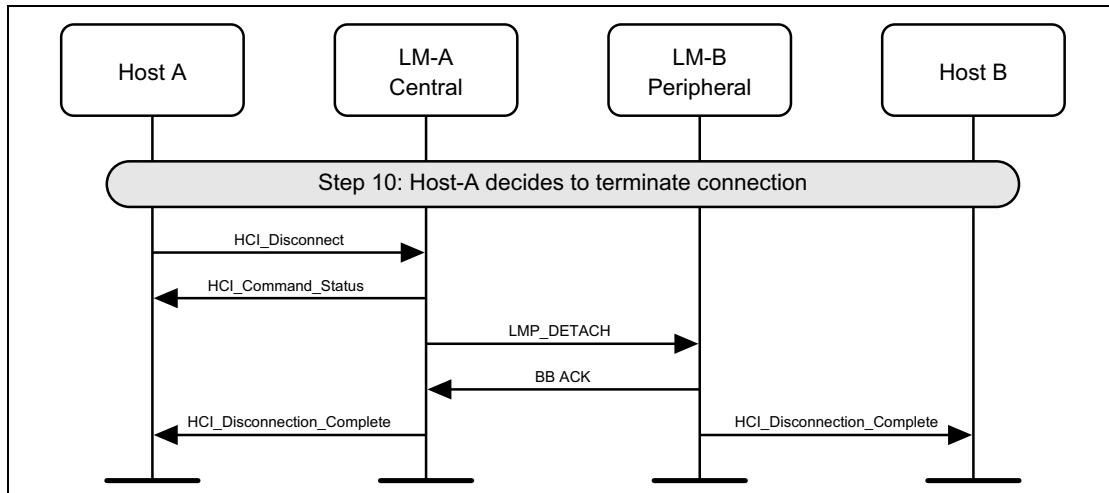 Host A
LM-A
Central
LM-B
Peripheral
Host B
Step 10: Host-A decides to terminate connection
HCI_Disconnect
HCI_Command_Status
LMP_DETACH
BB ACK
HCI_Disconnection_Complete
HCI_Disconnection_Complete